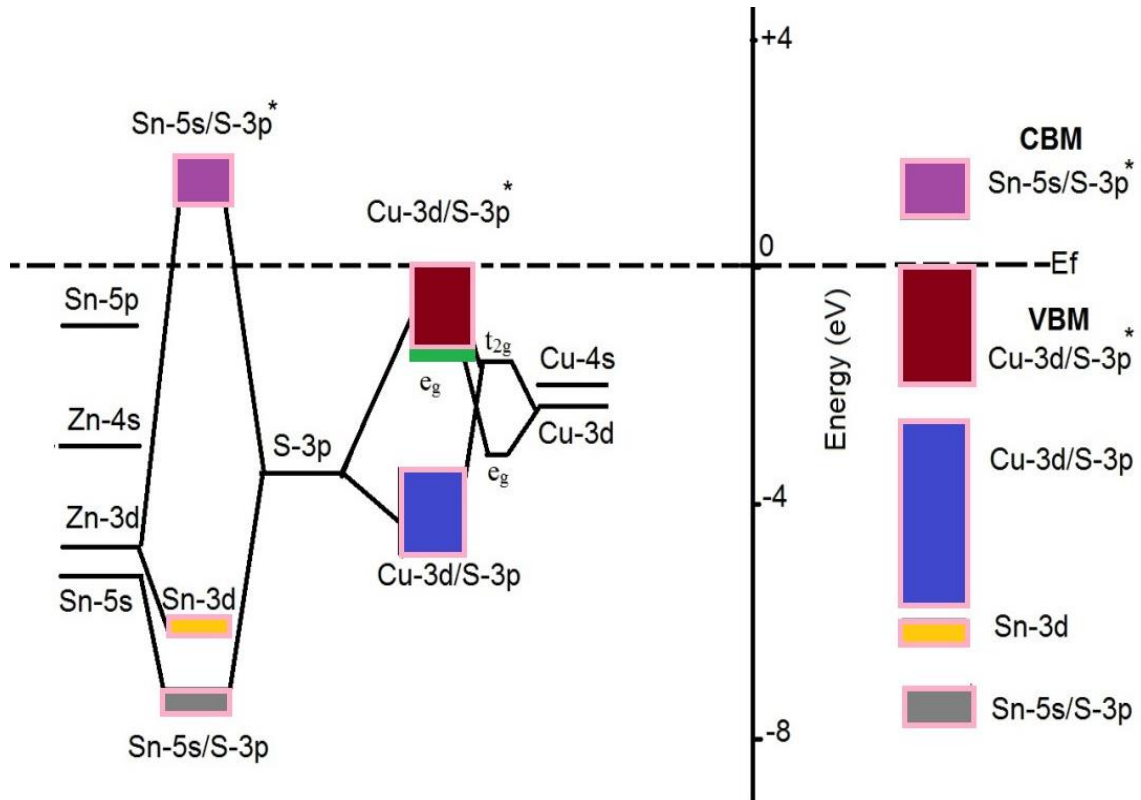 +4
Sn-5s/S-3p*
CBM
Sn-5s/S-3p*
Cu-3d/S-3p*
0
Ef
Sn-5p
VBM
Cu-3d/S-3p*
t2g
eg
Cu-4s
Energy (eV)
Zn-4s
S-3p
Cu-3d
Cu-3d/S-3p
eg
Zn-3d
-4
Cu-3d/S-3p
Sn-5s
Sn-3d
Sn-3d
Sn-5s/S-3p
-8
Sn-5s/S-3p